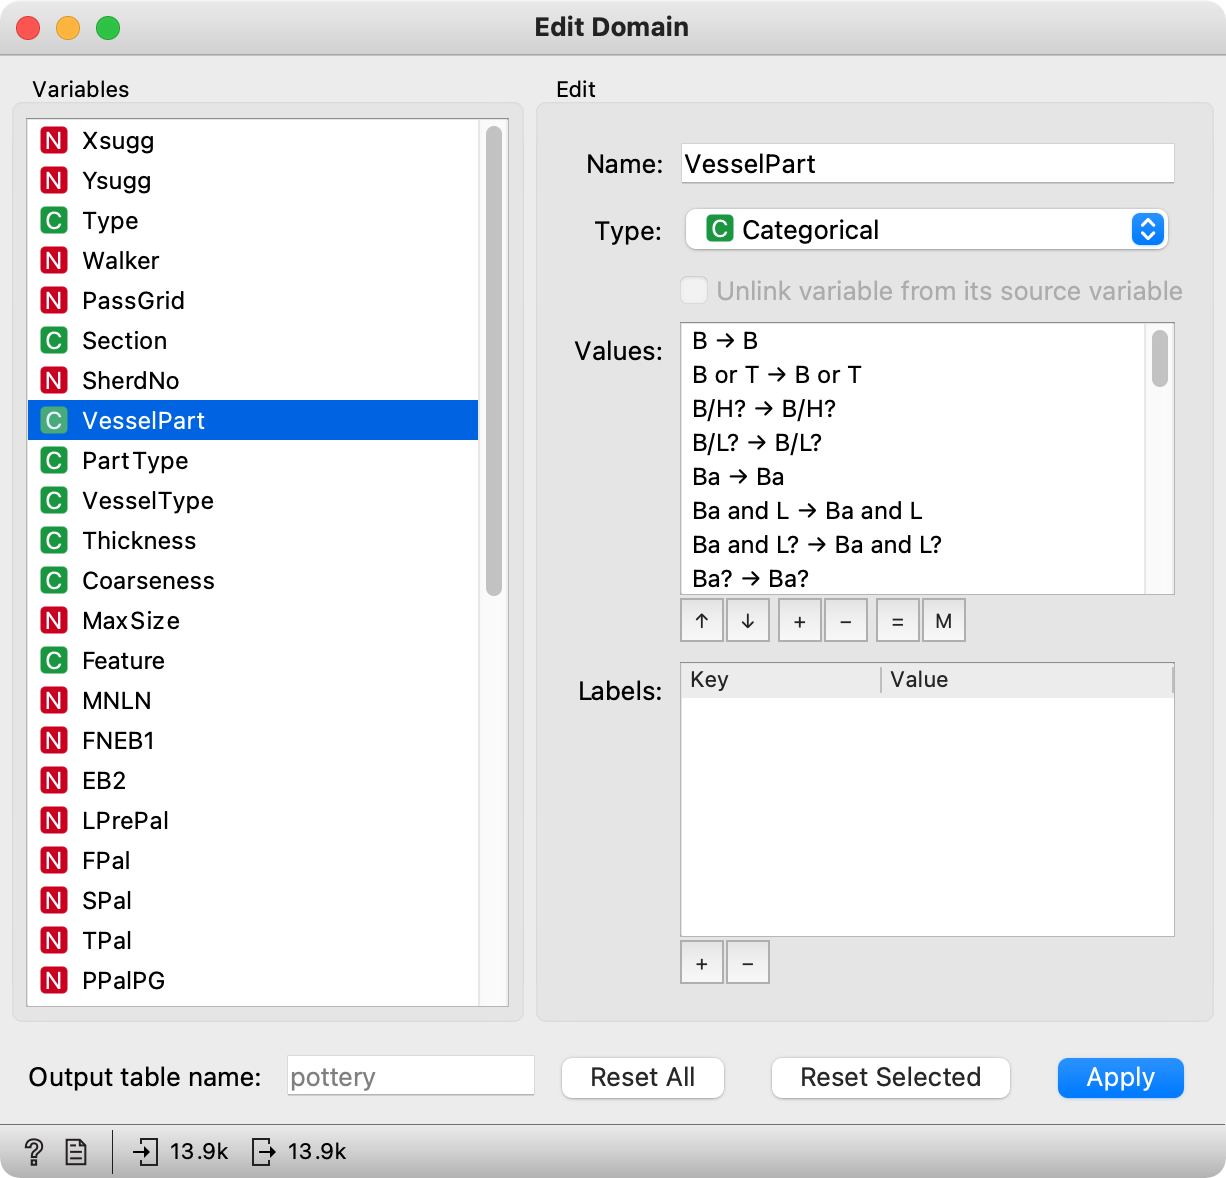 Edit Domain
Variables
N Xsugg
N Ysugg
C Type
N Walker
N PassGrid
C Section
N SherdNo
C VesselPart
C PartType
C VesselType
C Thickness
C Coarseness
N MaxSize
C Feature
N MNLN
N FNEB1
N EB2
N LPrePal
N FPal
N SPal
N TPal
N PPalPG
Edit
Name: VesselPart
Type: C Categorical
Unlink variable from its source variable
Values:
B → B
B or T → B or T
B/H? → B/H?
B/L? → B/L?
Ba → Ba
Ba and L → Ba and L
Ba and L? → Ba and L?
Ba? → Ba?
↑ ↓ + − = M
Labels:
Key Value
+ −
Output table name: pottery Reset All Reset Selected Apply
? 13.9k 13.9k